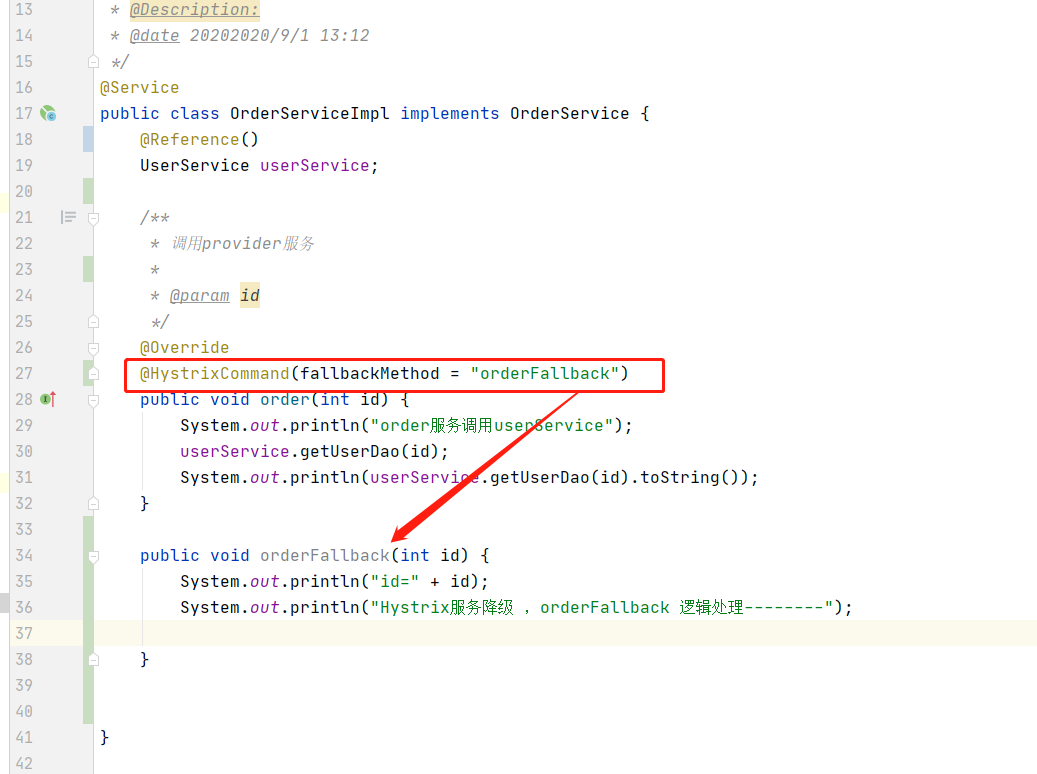 13 * @Description:
14 * @date 20202020/9/1 13:12
15 */
16 @Service
17 public class OrderServiceImpl implements OrderService {
18 @Reference()
19 UserService userService;
20
21 /**
22 * 调用provider服务
23 *
24 * @param id
25 */
26 @Override
27 @HystrixCommand(fallbackMethod = "orderFallback")
28 public void order(int id) {
29 System.out.println("order服务调用userService");
30 userService.getUserDao(id);
31 System.out.println(userService.getUserDao(id).toString());
32 }
33
34 public void orderFallback(int id) {
35 System.out.println("id=" + id);
36 System.out.println("Hystrix服务降级 ，orderFallback 逻辑处理--------");
37
38 }
39
40
41 }
42